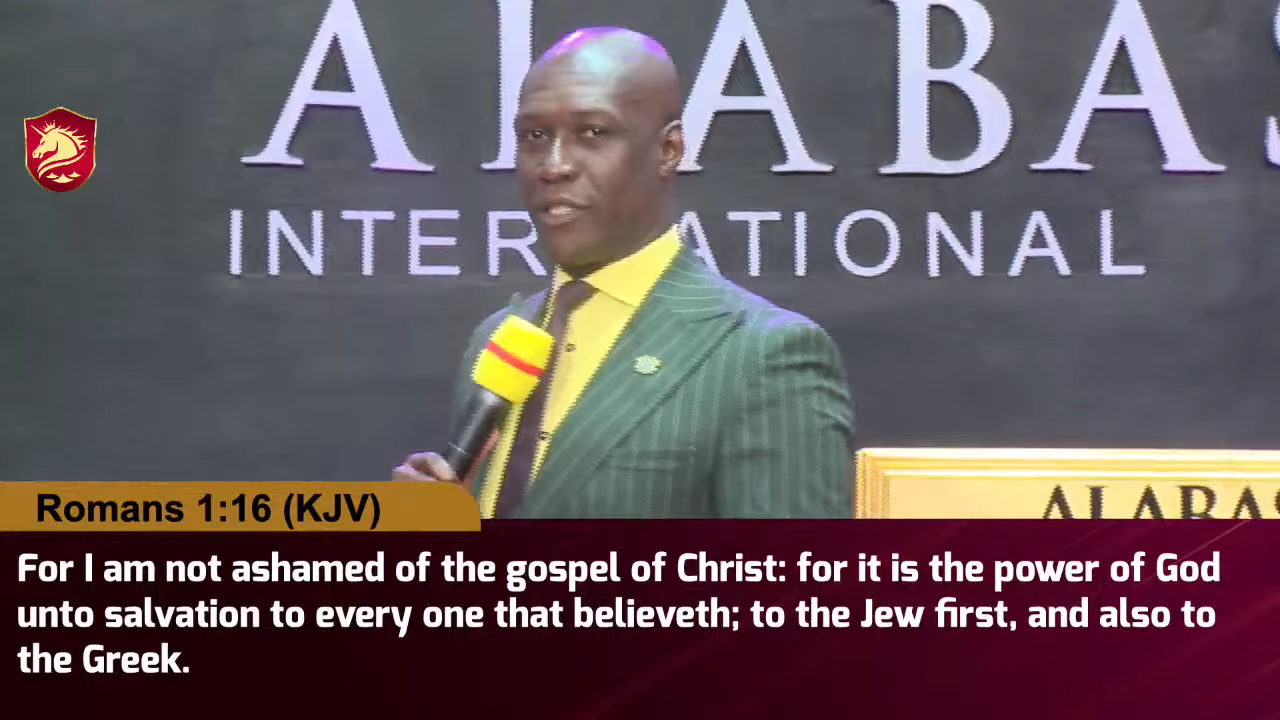 ALABAS
INTERNATIONAL
ALABAS
Romans 1:16 (KJV)
For I am not ashamed of the gospel of Christ: for it is the power of God
unto salvation to every one that believeth; to the Jew first, and also to
the Greek.